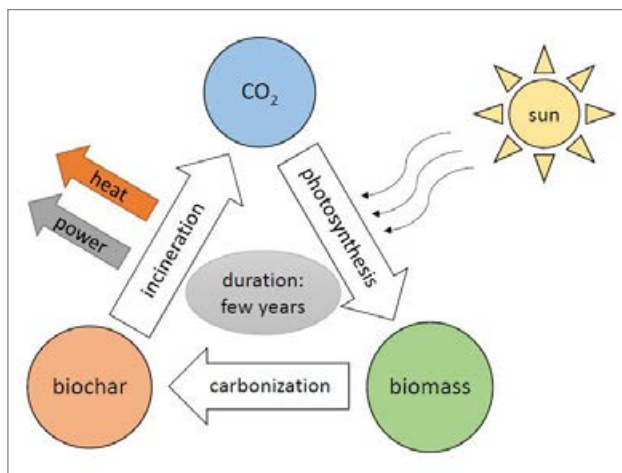 CO₂
sun
heat
power
incineration
photosynthesis
duration:
few years
biochar
carbonization
biomass